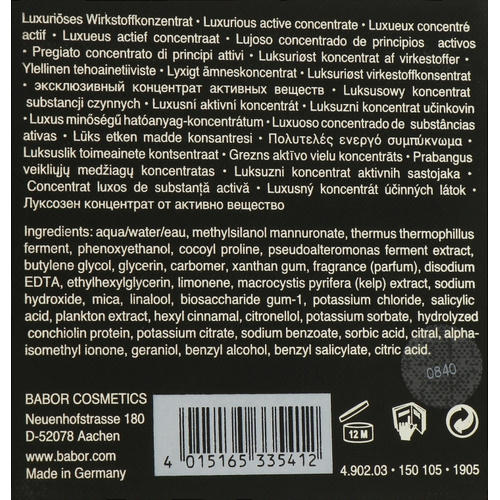 Luxuriöses Wirkstoffkonzentrat • Luxurious active concentrate • Luxueux concentré
actif • Luxueus actief concentraat • Lujoso concentrado de principios activos
• Pregiato concentrato di principi attivi • Luksuriøst koncentrat af virkestoffer •
Ylellinen tehoainetiiviste • Lyxigt ämneskoncentrat • Luksuriøst virkestoffkonsentrat
• эксклюзивный концентрат активных веществ • Luksusowy koncentrat
substancji czynnych • Luxusní aktivní koncentrát • Luksuzni koncentrat učinkovin
• Luxus minőségű hatóanyag-koncentrátum • Luxuoso concentrado de substâncias
ativas • Lüks etken madde konsantresi • Πολυτελές ενεργό συμπύκνωμα •
Luksuslik toimeainete kontsentraat • Grezns aktīvo vielu koncentrāts • Prabangus
veikliųjų medžiagų koncentratas • Luksuzni koncentrat aktivnih sastojaka •
Concentrat luxos de substanță activă • Luxusný koncentrát účinných látok •
Луксозен концентрат от активно вещество
Ingredients: aqua/water/eau, methylsilanol mannuronate, thermus thermophillus
ferment, phenoxyethanol, cocoyl proline, pseudoalteromonas ferment extract,
butylene glycol, glycerin, carbomer, xanthan gum, fragrance (parfum), disodium
EDTA, ethylhexylglycerin, limonene, macrocystis pyrifera (kelp) extract, sodium
hydroxide, mica, linalool, biosaccharide gum-1, potassium chloride, salicylic
acid, plankton extract, hexyl cinnamal, citronellol, potassium sorbate, hydrolyzed
conchiolin protein, potassium citrate, sodium benzoate, sorbic acid, citral, alpha-
isomethyl ionone, geraniol, benzyl alcohol, benzyl salicylate, citric acid.
0840
BABOR COSMETICS
Neuenhofstrasse 180
D-52078 Aachen
www.babor.com
Made in Germany
4 015165 335412
12 M
4.902.03 • 150 105 • 1905